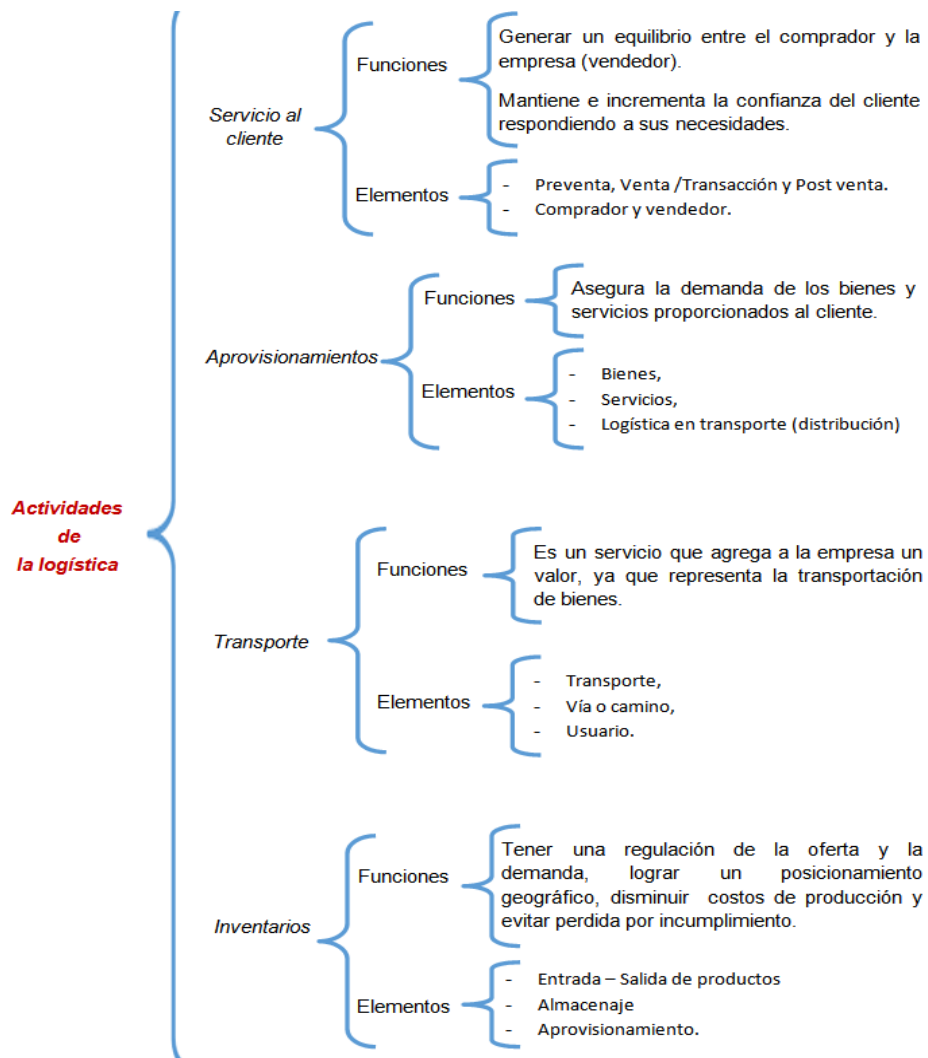 Actividades
de
la logística
Servicio al
cliente
Funciones
Generar un equilibrio entre el comprador y la
empresa (vendedor).
Mantiene e incrementa la confianza del cliente
respondiendo a sus necesidades.
Elementos
- Preventa, Venta /Transacción y Post venta.
- Comprador y vendedor.
Aprovisionamientos
Funciones
Asegura la demanda de los bienes y
servicios proporcionados al cliente.
Elementos
- Bienes,
- Servicios,
- Logística en transporte (distribución)
Transporte
Funciones
Es un servicio que agrega a la empresa un
valor, ya que representa la transportación
de bienes.
Elementos
- Transporte,
- Vía o camino,
- Usuario.
Inventarios
Funciones
Tener una regulación de la oferta y la
demanda, lograr un posicionamiento
geográfico, disminuir costos de producción y
evitar perdida por incumplimiento.
Elementos
- Entrada – Salida de productos
- Almacenaje
- Aprovisionamiento.